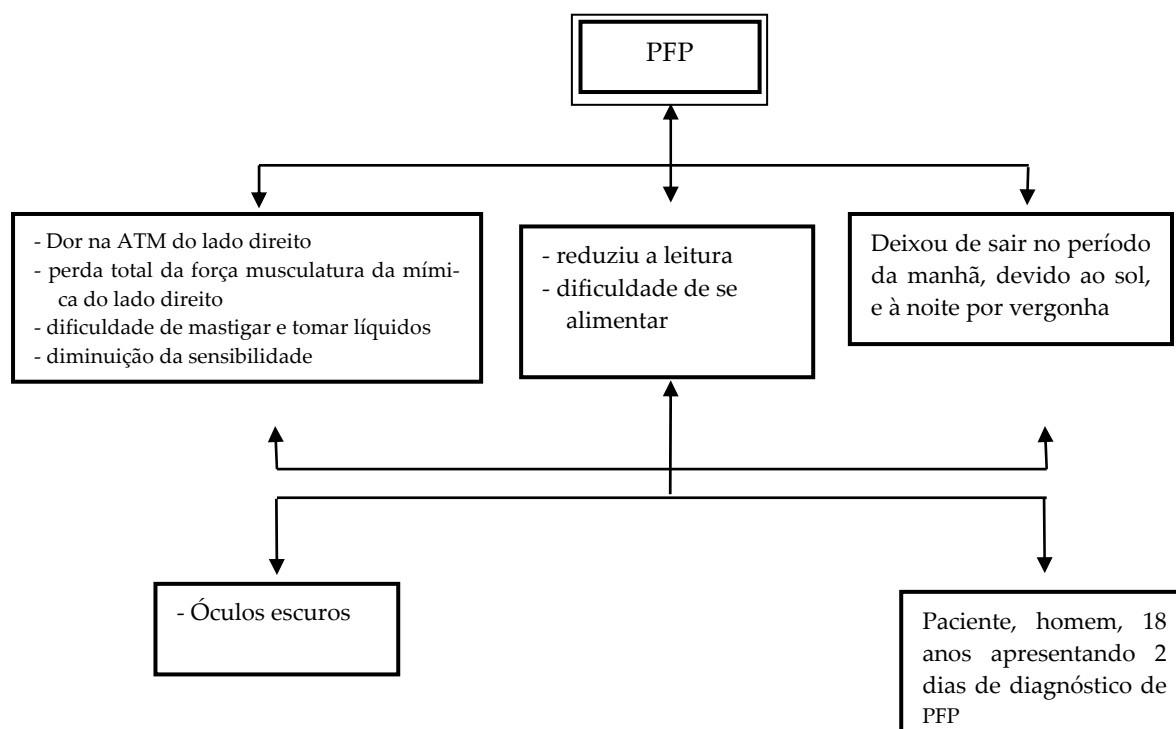 PFP
- Dor na ATM do lado direito
- perda total da força musculatura da mími-
ca do lado direito
- dificuldade de mastigar e tomar líquidos
- diminuição da sensibilidade
- reduziu a leitura
- dificuldade de se
alimentar
Deixou de sair no período
da manhã, devido ao sol,
e à noite por vergonha
- Óculos escuros
Paciente, homem, 18
anos apresentando 2
dias de diagnóstico de
PFP